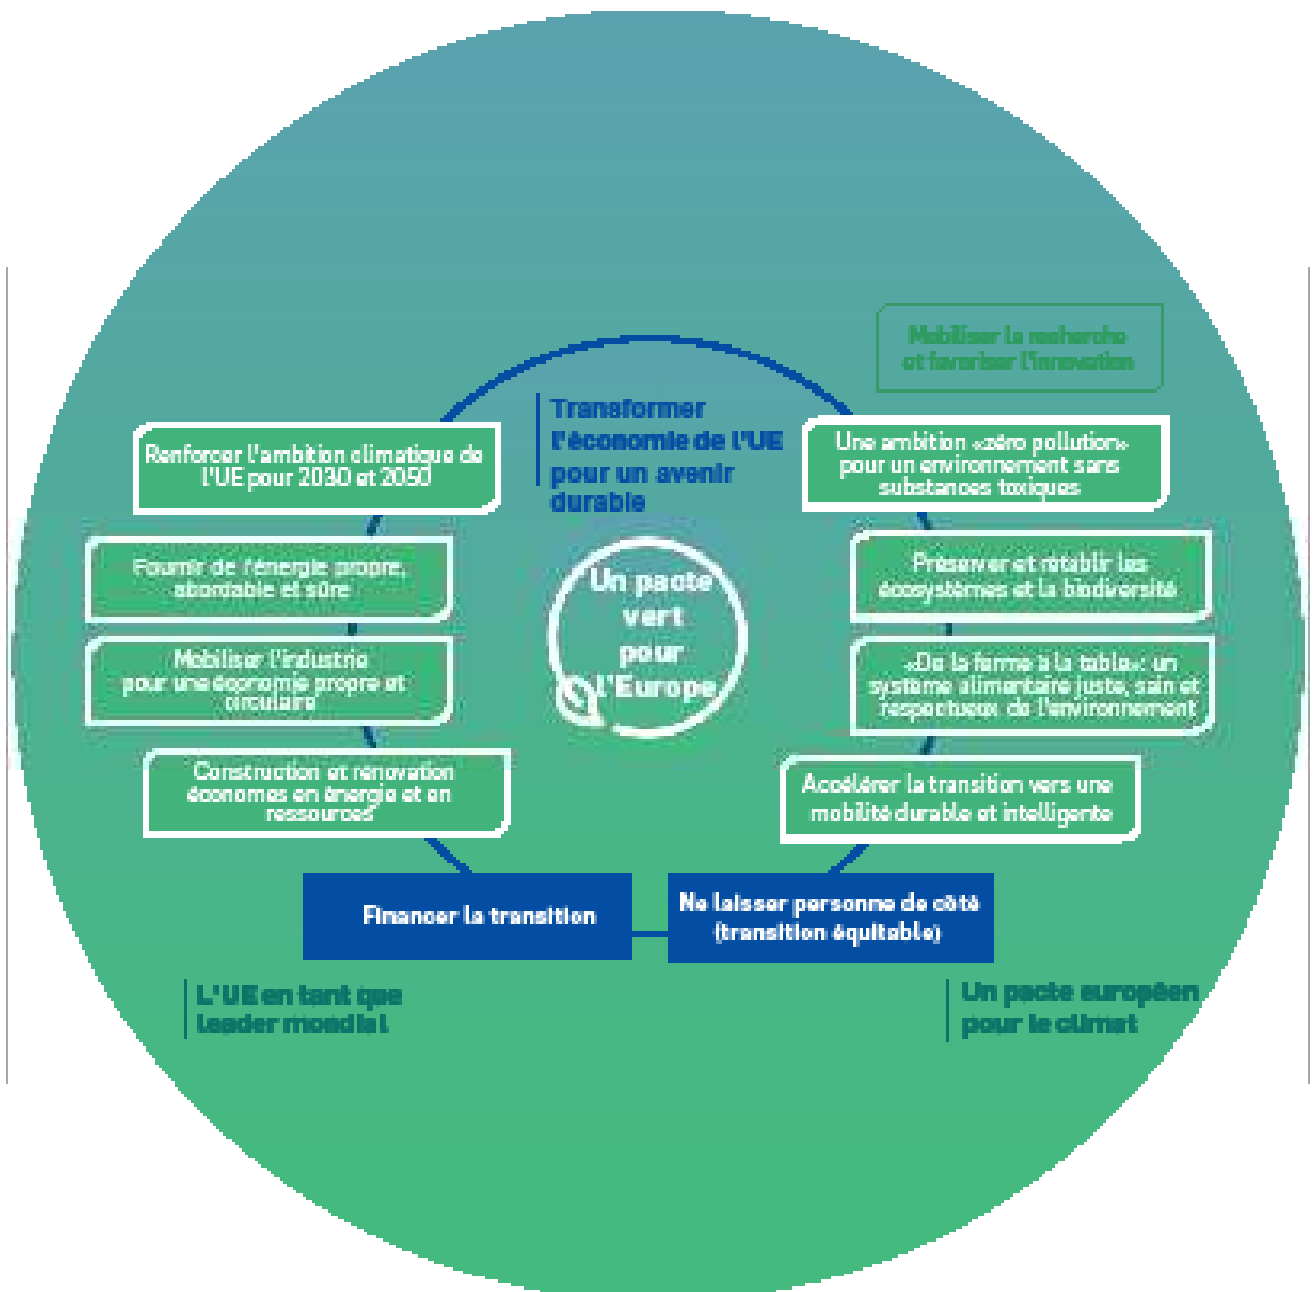 Mobiliser la recherche
et favoriser l'innovation
Transformer
l'économie de l'UE
pour un avenir
durable
Renforcer l'ambition climatique de
l'UE pour 2030 et 2050
Une ambition «zéro pollution»
pour un environnement sans
substances toxiques
Fournir de l'énergie propre,
abordable et sûre
Un pacte
vert
pour
l'Europe
Préserver et rétablir les
écosystèmes et la biodiversité
Mobiliser l'industrie
pour une économie propre et
circulaire
«De la ferme à la table»: un
système alimentaire juste, sain et
respectueux de l'environnement
Construction et rénovation
économes en énergie et en
ressources
Accélérer la transition vers une
mobilité durable et intelligente
Financer la transition
Ne laisser personne de côté
(transition équitable)
L'UE en tant que
leader mondial
Un pacte européen
pour le climat